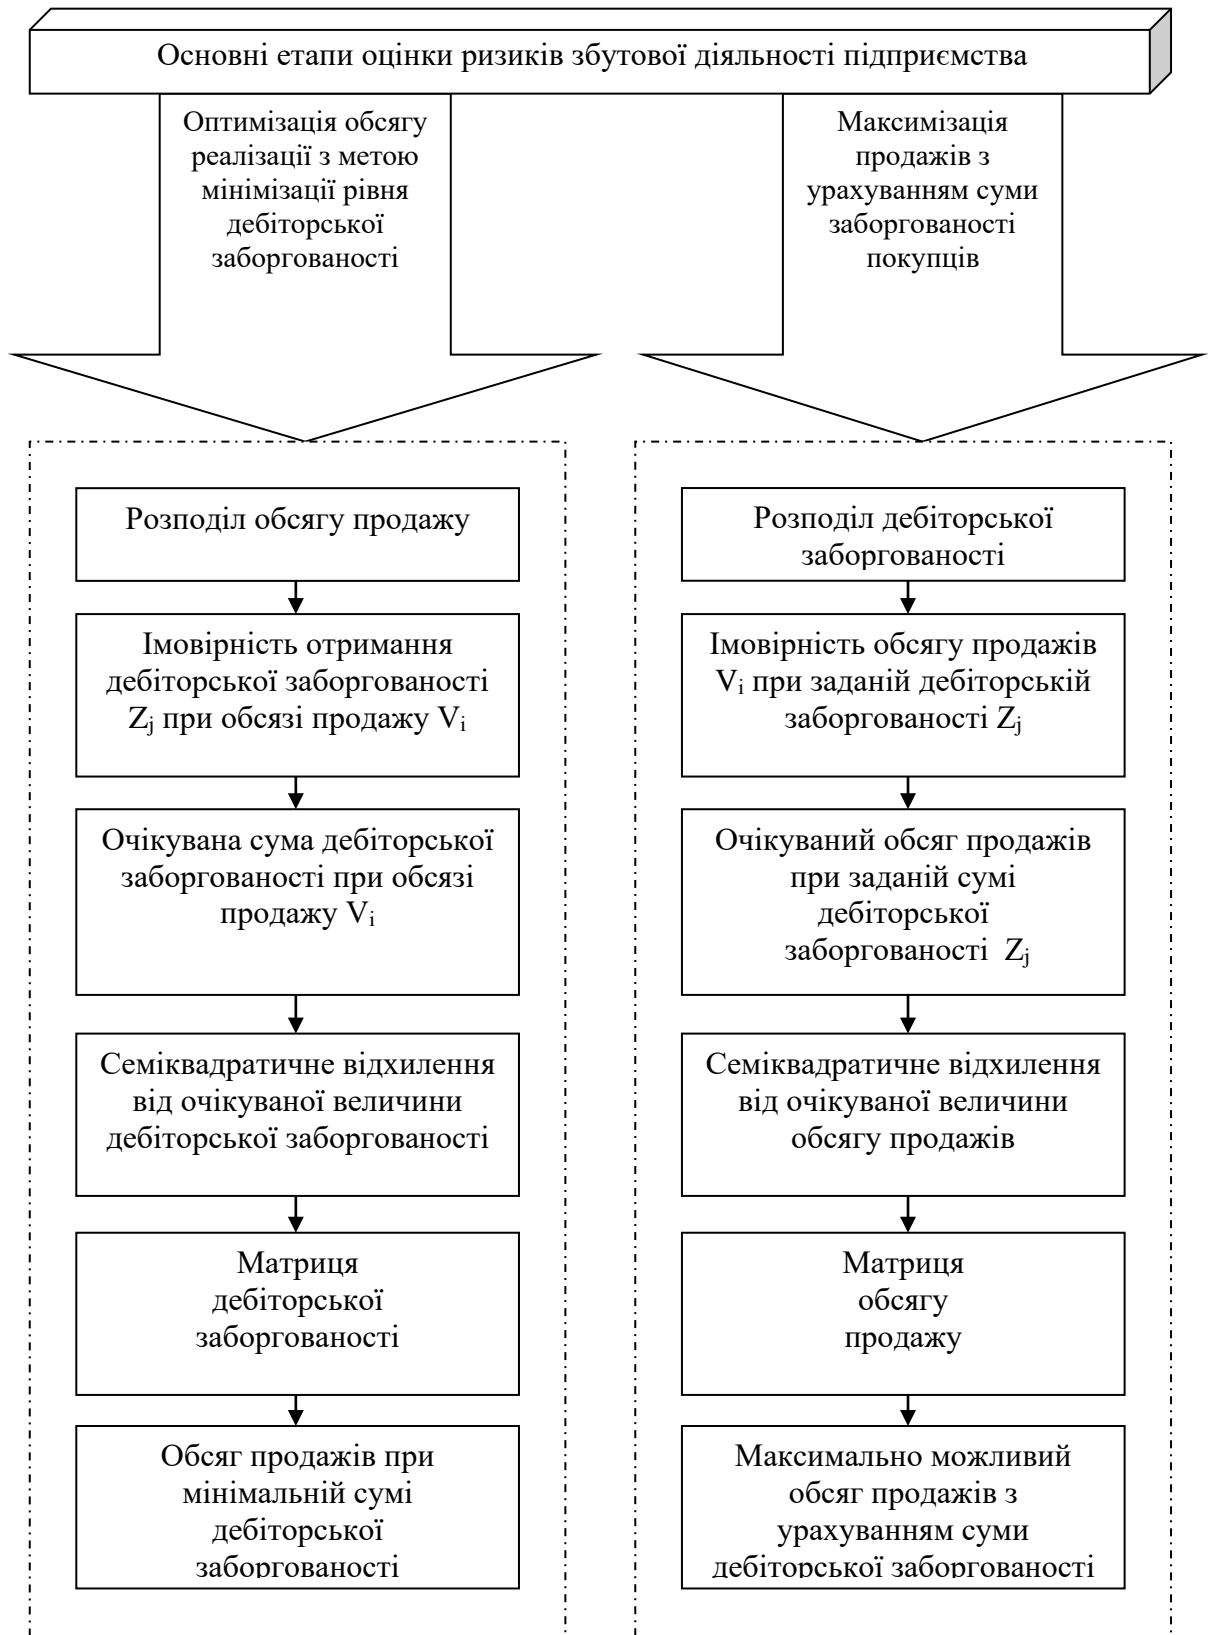 Основні етапи оцінки ризиків збутової діяльності підприємства
Оптимізація обсягу
реалізації з метою
мінімізації рівня
дебіторської
заборгованості
Максимізація
продажів з
урахуванням суми
заборгованості
покупців
Розподіл обсягу продажу
Імовірність отримання
дебіторської заборгованості
Zj при обсязі продажу Vi
Очікувана сума дебіторської
заборгованості при обсязі
продажу Vi
Семіквадратичне відхилення
від очікуваної величини
дебіторської заборгованості
Матриця
дебіторської
заборгованості
Обсяг продажів при
мінімальній сумі
дебіторської
заборгованості
Розподіл дебіторської
заборгованості
Імовірність обсягу продажів
Vi при заданій дебіторській
заборгованості Zj
Очікуваний обсяг продажів
при заданій сумі
дебіторської
заборгованості Zj
Семіквадратичне відхилення
від очікуваної величини
обсягу продажів
Матриця
обсягу
продажу
Максимально можливий
обсяг продажів з
урахуванням суми
дебіторської заборгованості